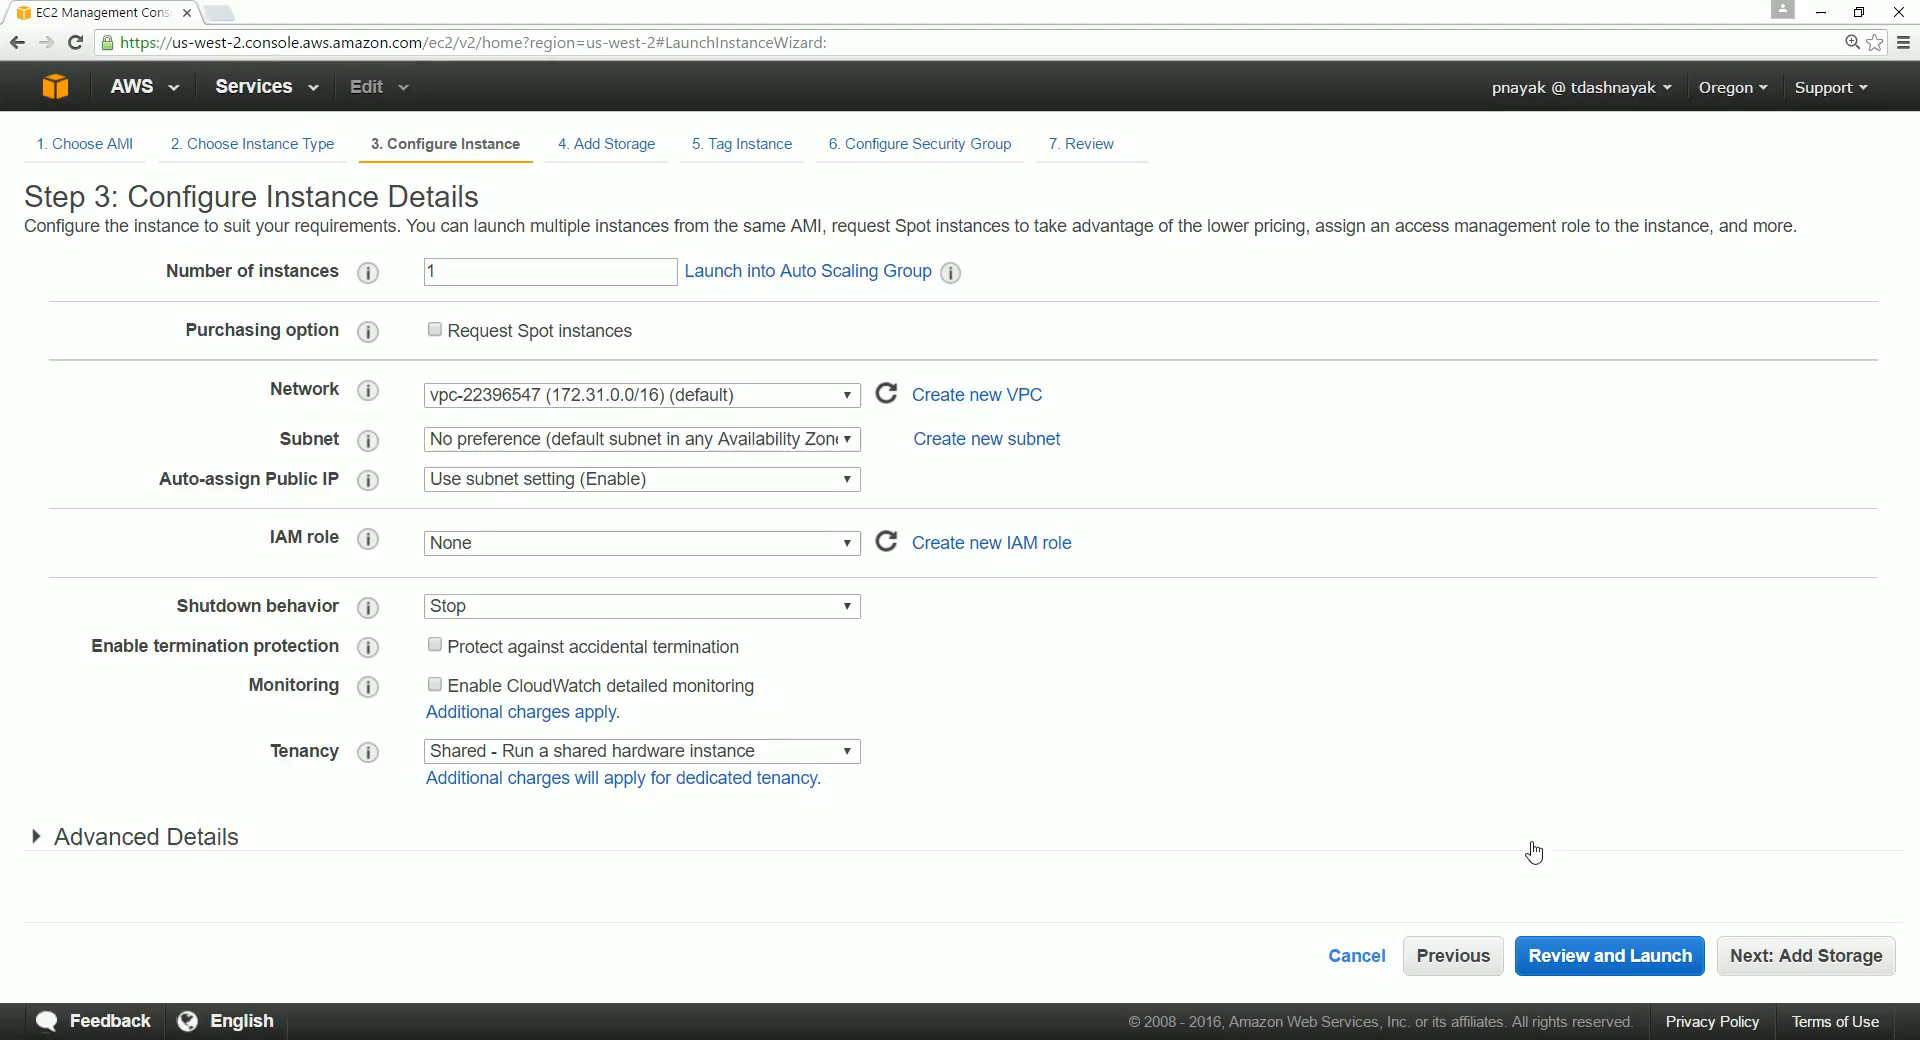 EC2 Management Cons
https://us-west-2.console.aws.amazon.com/ec2/v2/home?region=us-west-2#LaunchInstanceWizard:
AWS Services Edit pnayak @ tdashnayak Oregon Support
1. Choose AMI 2. Choose Instance Type 3. Configure Instance 4. Add Storage 5. Tag Instance 6. Configure Security Group 7. Review
Step 3: Configure Instance Details
Configure the instance to suit your requirements. You can launch multiple instances from the same AMI, request Spot instances to take advantage of the lower pricing, assign an access management role to the instance, and more.
Number of instances i 1 Launch into Auto Scaling Group i
Purchasing option i Request Spot instances
Network i vpc-22396547 (172.31.0.0/16) (default) Create new VPC
Subnet i No preference (default subnet in any Availability Zon Create new subnet
Auto-assign Public IP i Use subnet setting (Enable)
IAM role i None Create new IAM role
Shutdown behavior i Stop
Enable termination protection i Protect against accidental termination
Monitoring i Enable CloudWatch detailed monitoring
Additional charges apply.
Tenancy i Shared - Run a shared hardware instance
Additional charges will apply for dedicated tenancy.
Advanced Details
Cancel Previous Review and Launch Next: Add Storage
Feedback English © 2008 - 2016, Amazon Web Services, Inc. or its affiliates. All rights reserved. Privacy Policy Terms of Use